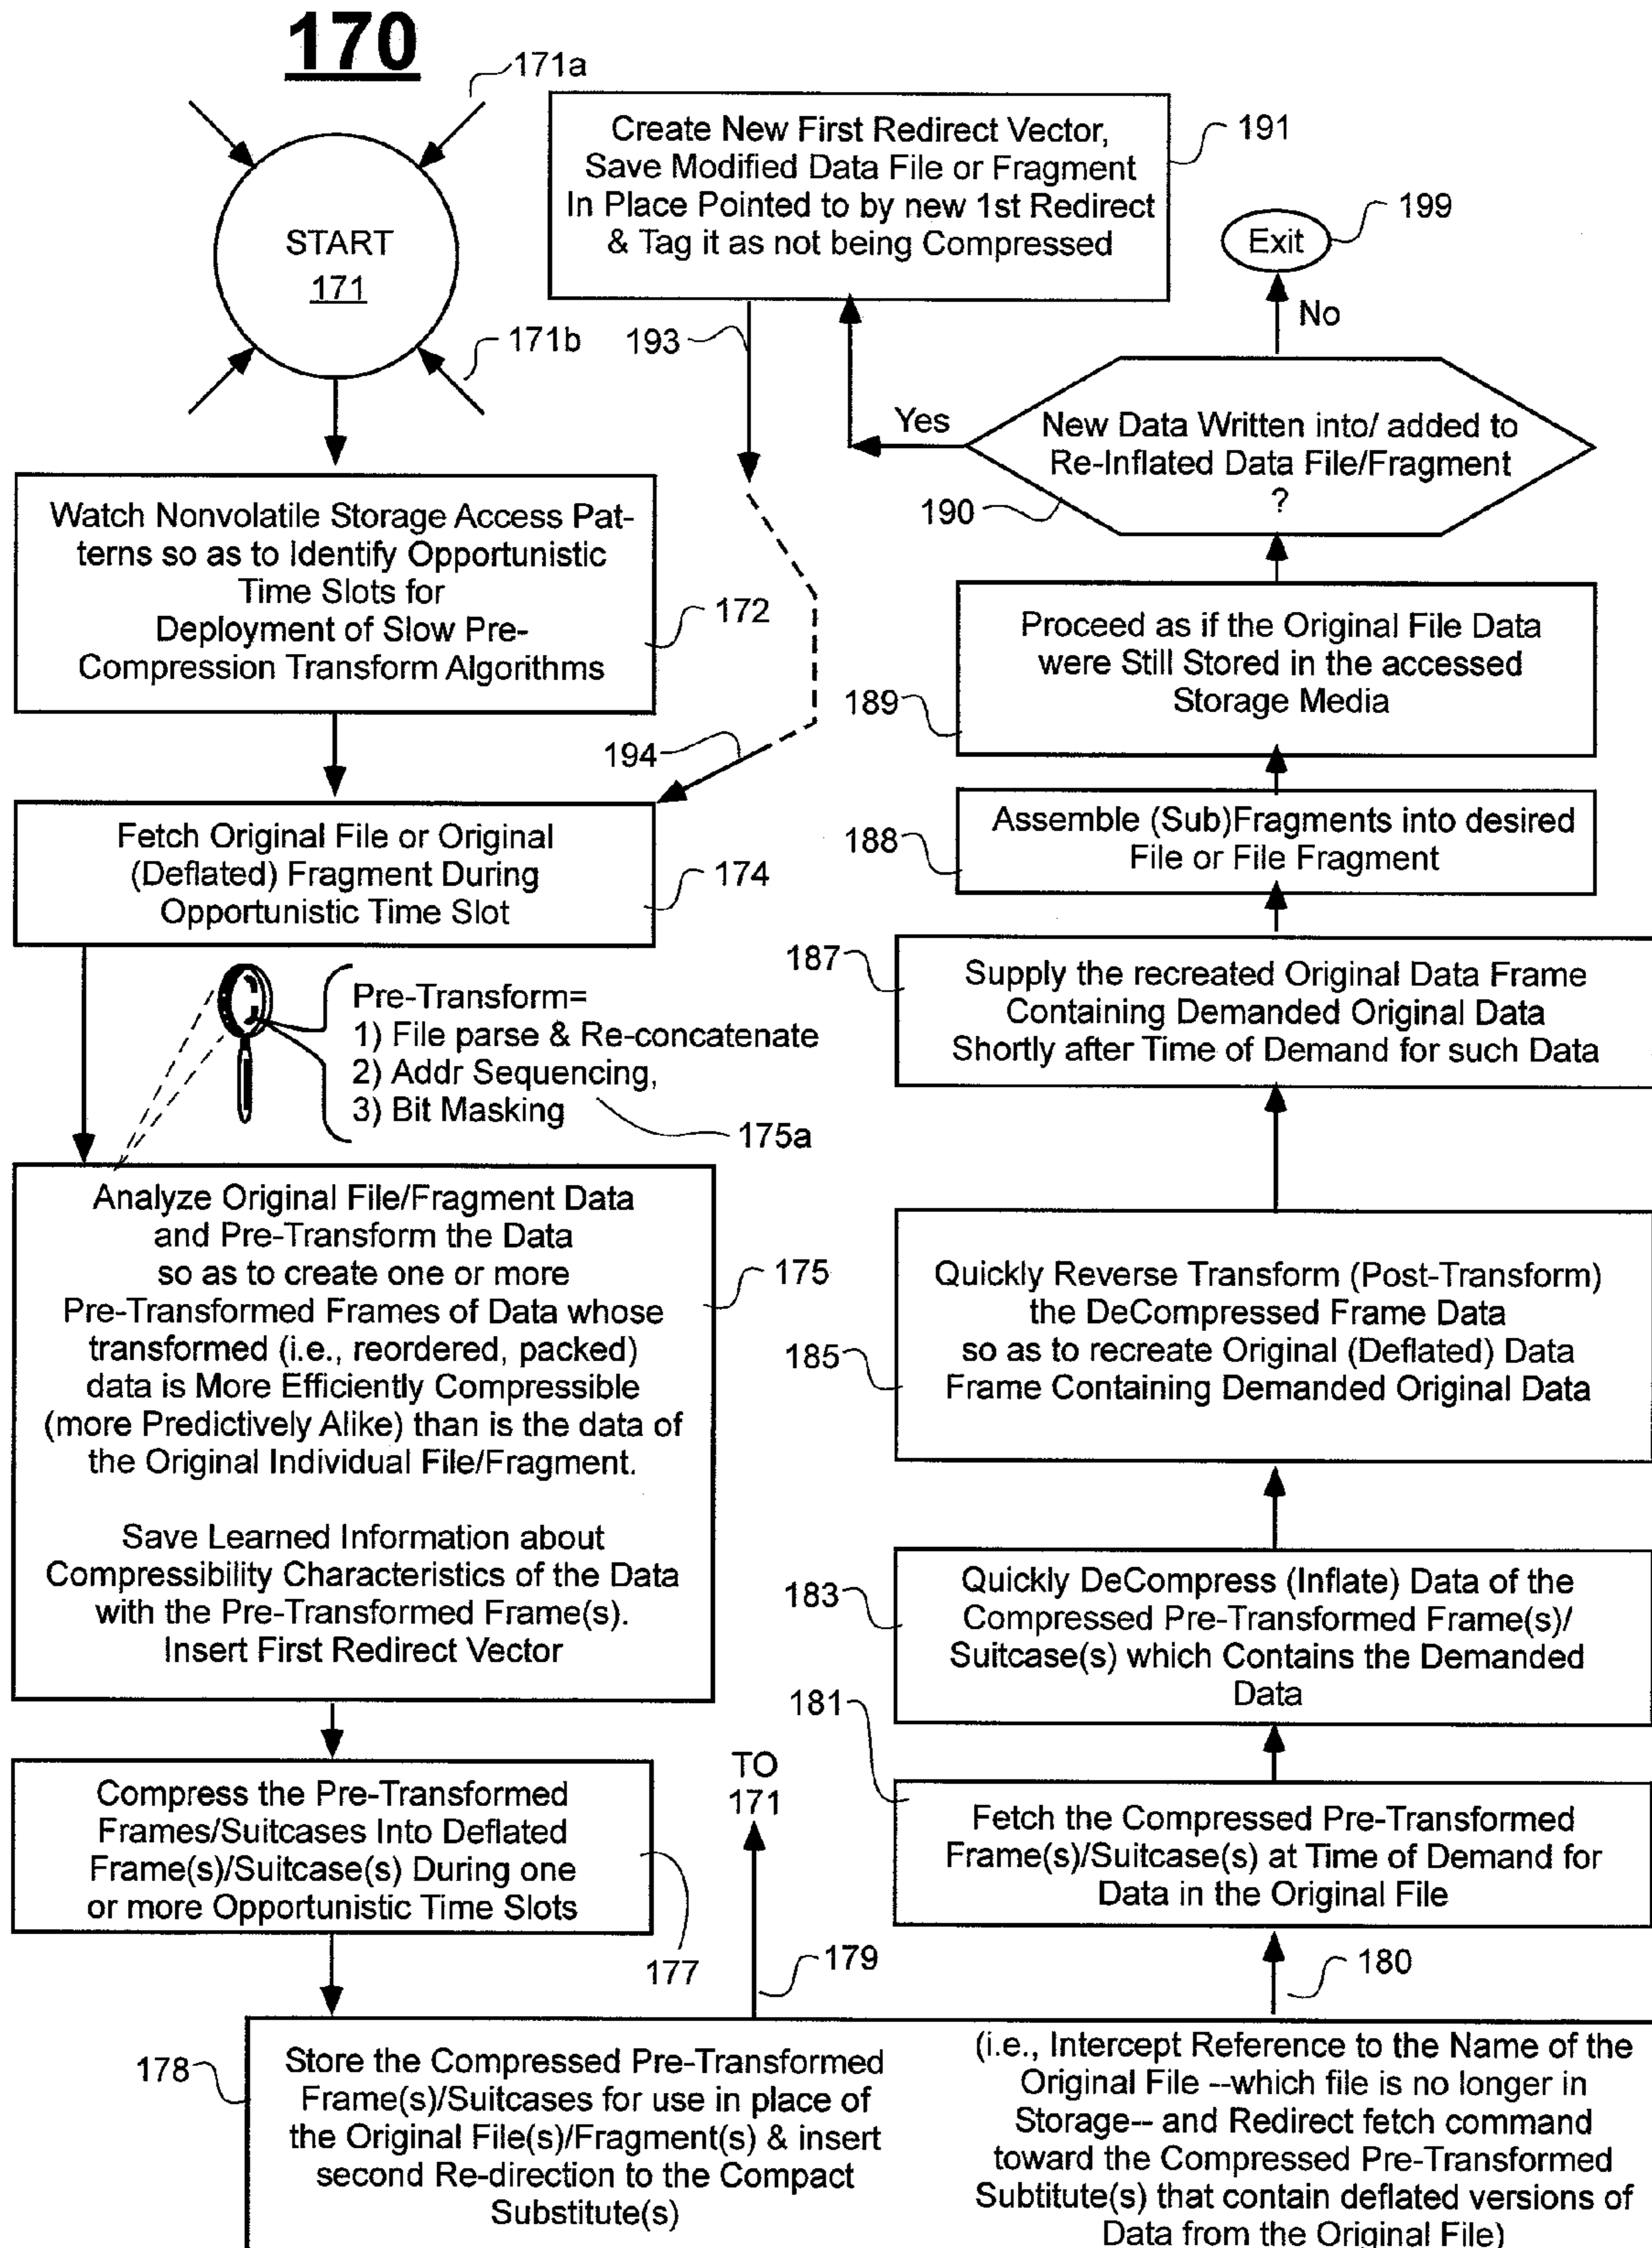 170
171a
START
171
171b
Watch Nonvolatile Storage Access Pat-
terns so as to Identify Opportunistic
Time Slots for
Deployment of Slow Pre-
Compression Transform Algorithms
172
Fetch Original File or Original
(Deflated) Fragment During
Opportunistic Time Slot
174
Pre-Transform=
1) File parse & Re-concatenate
2) Addr Sequencing,
3) Bit Masking
175a
Analyze Original File/Fragment Data
and Pre-Transform the Data
so as to create one or more
Pre-Transformed Frames of Data whose
transformed (i.e., reordered, packed)
data is More Efficiently Compressible
(more Predictively Alike) than is the data of
the Original Individual File/Fragment.
Save Learned Information about
Compressibility Characteristics of the Data
with the Pre-Transformed Frame(s).
Insert First Redirect Vector
175
Compress the Pre-Transformed
Frames/Suitcases Into Deflated
Frame(s)/Suitcase(s) During one
or more Opportunistic Time Slots
177
178
Store the Compressed Pre-Transformed
Frame(s)/Suitcases for use in place of
the Original File(s)/Fragment(s) & insert
second Re-direction to the Compact
Substitute(s)
TO
171
179
(i.e., Intercept Reference to the Name of the
Original File --which file is no longer in
Storage-- and Redirect fetch command
toward the Compressed Pre-Transformed
Subtitute(s) that contain deflated versions of
Data from the Original File)
180
181
Fetch the Compressed Pre-Transformed
Frame(s)/Suitcase(s) at Time of Demand for
Data in the Original File
183
Quickly DeCompress (Inflate) Data of the
Compressed Pre-Transformed Frame(s)/
Suitcase(s) which Contains the Demanded
Data
185
Quickly Reverse Transform (Post-Transform)
the DeCompressed Frame Data
so as to recreate Original (Deflated) Data
Frame Containing Demanded Original Data
187
Supply the recreated Original Data Frame
Containing Demanded Original Data
Shortly after Time of Demand for such Data
188
Assemble (Sub)Fragments into desired
File or File Fragment
189
Proceed as if the Original File Data
were Still Stored in the accessed
Storage Media
190
New Data Written into/ added to
Re-Inflated Data File/Fragment
?
No
Exit
199
Yes
Create New First Redirect Vector,
Save Modified Data File or Fragment
In Place Pointed to by new 1st Redirect
& Tag it as not being Compressed
191
193
194